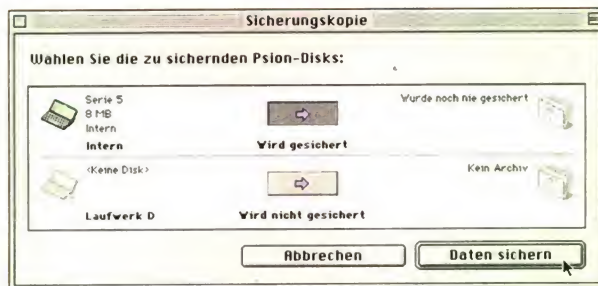 Sicherungskopie
Wählen Sie die zu sichernden Psion-Disks:
Serie 5
8 MB
Intern
Intern
Wird gesichert
Wurde noch nie gesichert
<Keine Disk>
Laufwerk D
Wird nicht gesichert
Kein Archiv
Abbrechen
Daten sichern